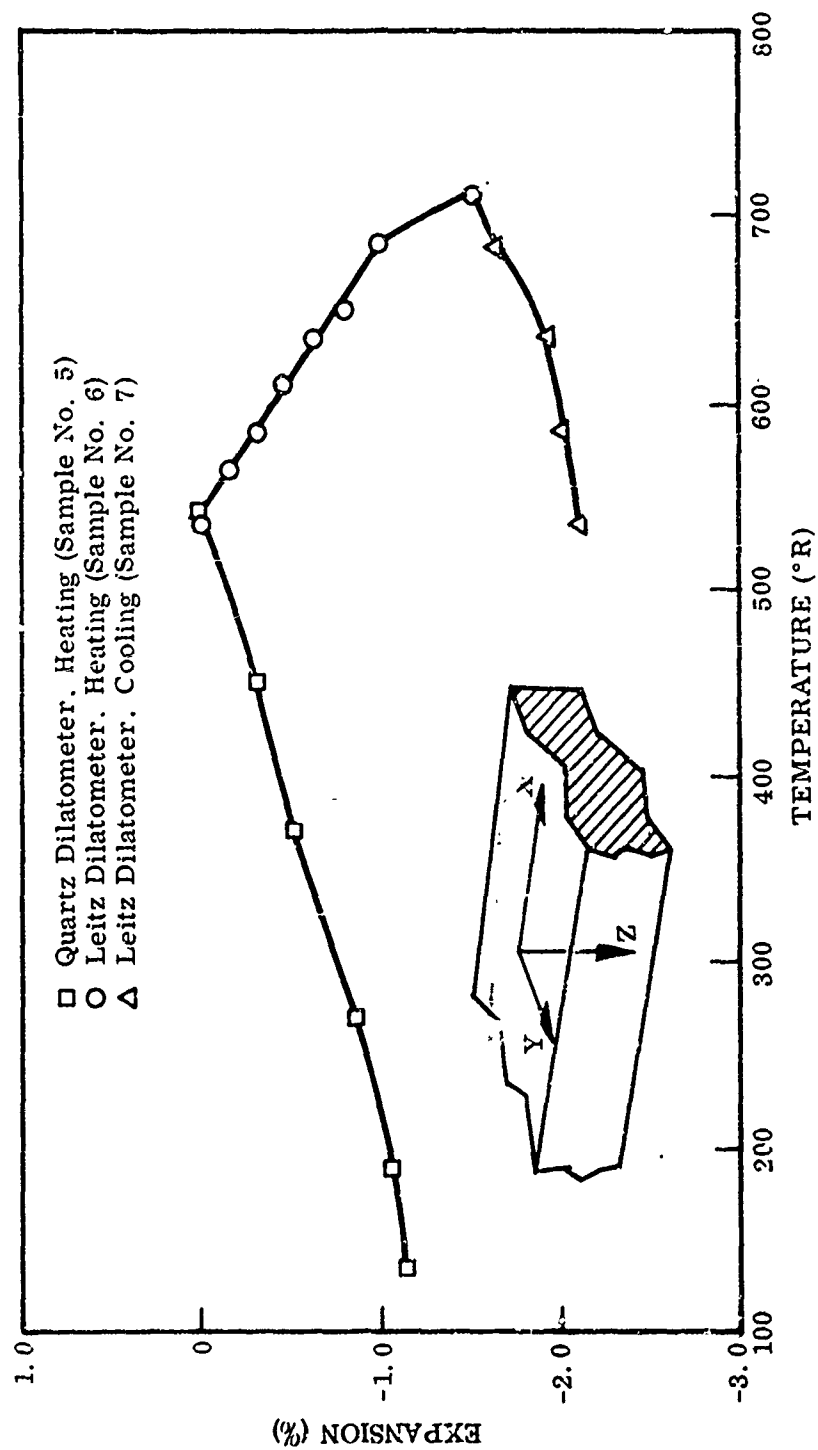 □ Quartz Dilatometer. Heating (Sample No. 5)
○ Leitz Dilatometer. Heating (Sample No. 6)
△ Leitz Dilatometer. Cooling (Sample No. 7)
EXPANSION (%)
1.0
0
-1.0
-2.0
-3.0
X
Y
Z
100
200
300
400
500
600
700
800
TEMPERATURE (°R)